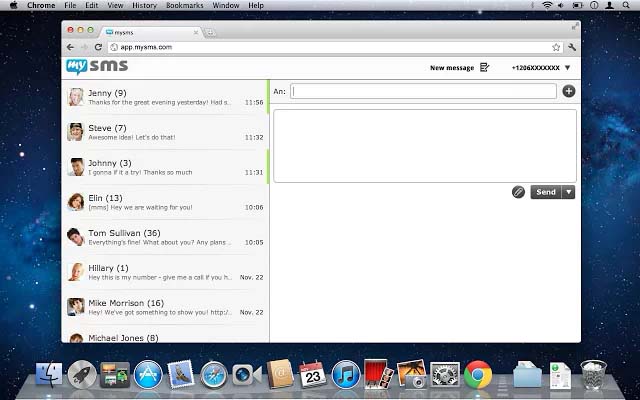 Chrome File Edit View History Bookmarks Window Help
mysms
app.mysms.com
my sms
New message
+1206XXXXXXX
Jenny (9)
Thanks for the great evening yesterday! Had s..
11:56
Steve (7)
Awesome idea! Let's do that!
11:32
Johnny (3)
I gonna if it a try! Thanks so much
11:31
Elin (13)
[mms] Hey we are waiting for you!
10:06
Tom Sullivan (36)
Everything's fine! What about you? Any plans ..
10:05
Hillary (1)
Hey this is my number - give me a call if you h..
Nov. 22
Mike Morrison (16)
Hey! We've got something to show you! http:/..
Nov. 22
Michael Jones (8)
An:
Send
23